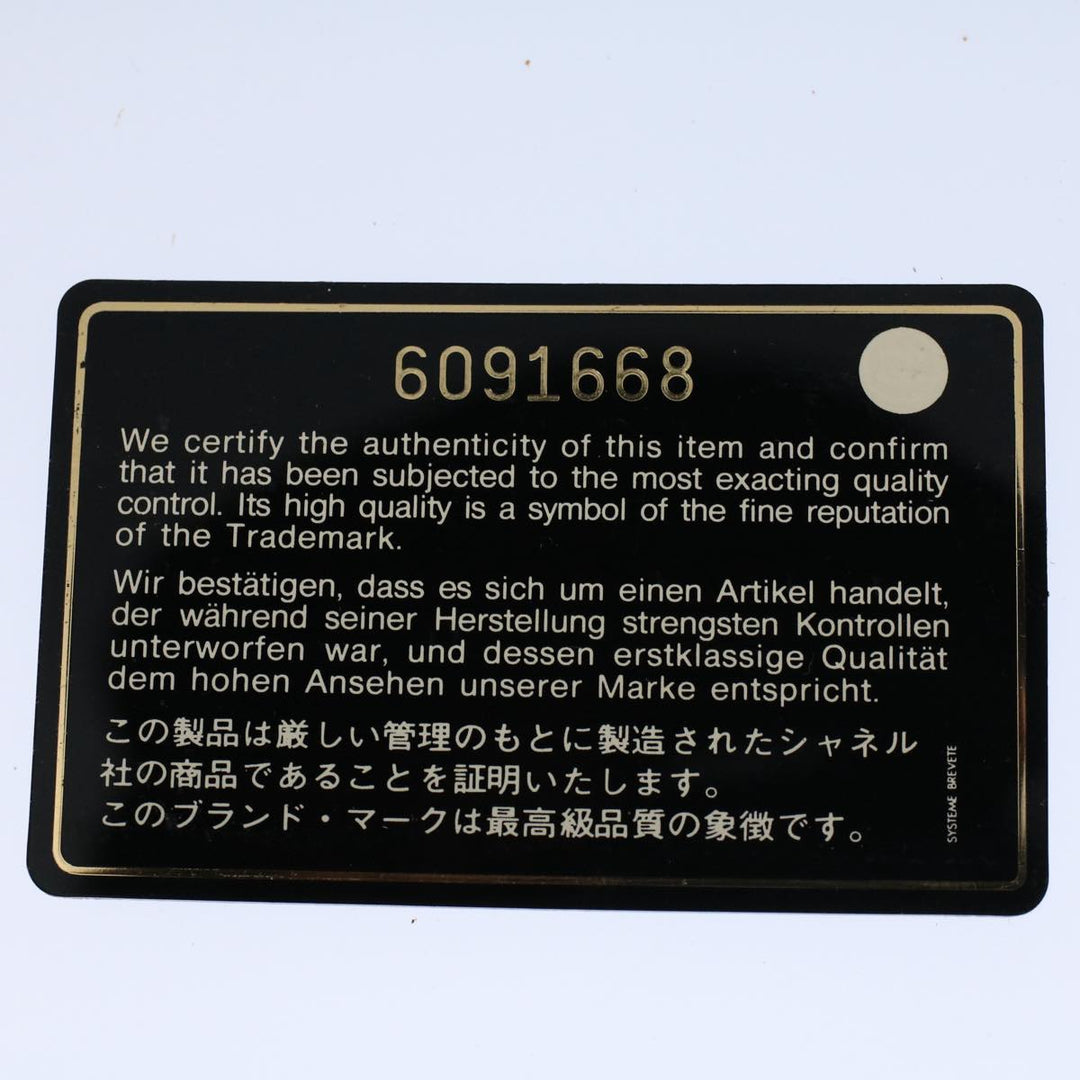 6091668
We certify the authenticity of this item and confirm
that it has been subjected to the most exacting quality
control. Its high quality is a symbol of the fine reputation
of the Trademark.
Wir bestätigen, dass es sich um einen Artikel handelt,
der während seiner Herstellung strengsten Kontrollen
unterworfen war, und dessen erstklassige Qualität
dem hohen Ansehen unserer Marke entspricht.
この製品は厳しい管理のもとに製造されたシャネル
社の商品であることを証明いたします。
このブランド・マークは最高級品質の象徴です。
SYSTEME BREVETE